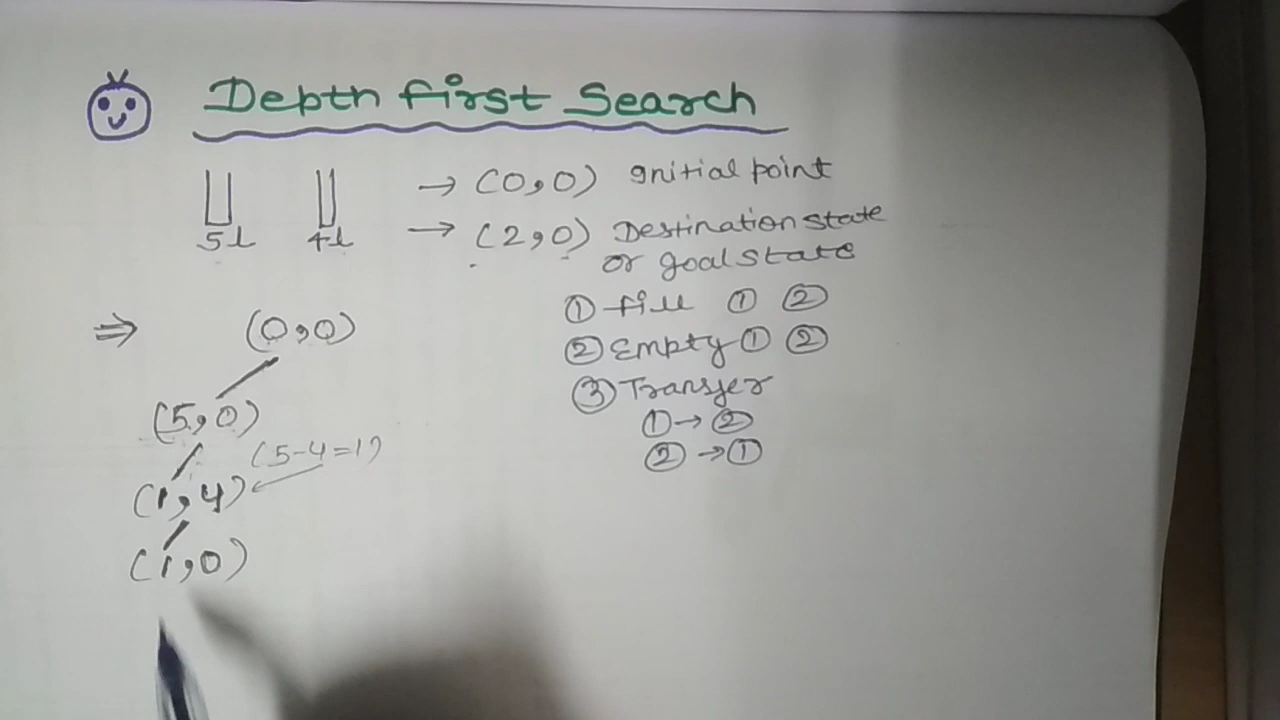 Depth first Search
5l 4l
→ (0,0) Initial point
→ (2,0) Destination state
or goal state
① fill ① ②
② Empty ① ②
③ Transfer
① → ②
② → ①
⇒ (0,0)
(5,0)
(5-4=1)
(1,4)
(1,0)